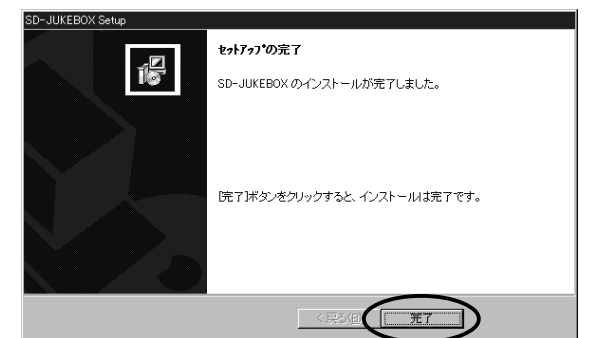 SD-JUKEBOX Setup
ｾｯﾄｱｯﾌﾟの完了
SD-JUKEBOX のインストールが完了しました。
[完了]ボタンをクリックすると、インストールは完了です。
< 戻る(B)
完了